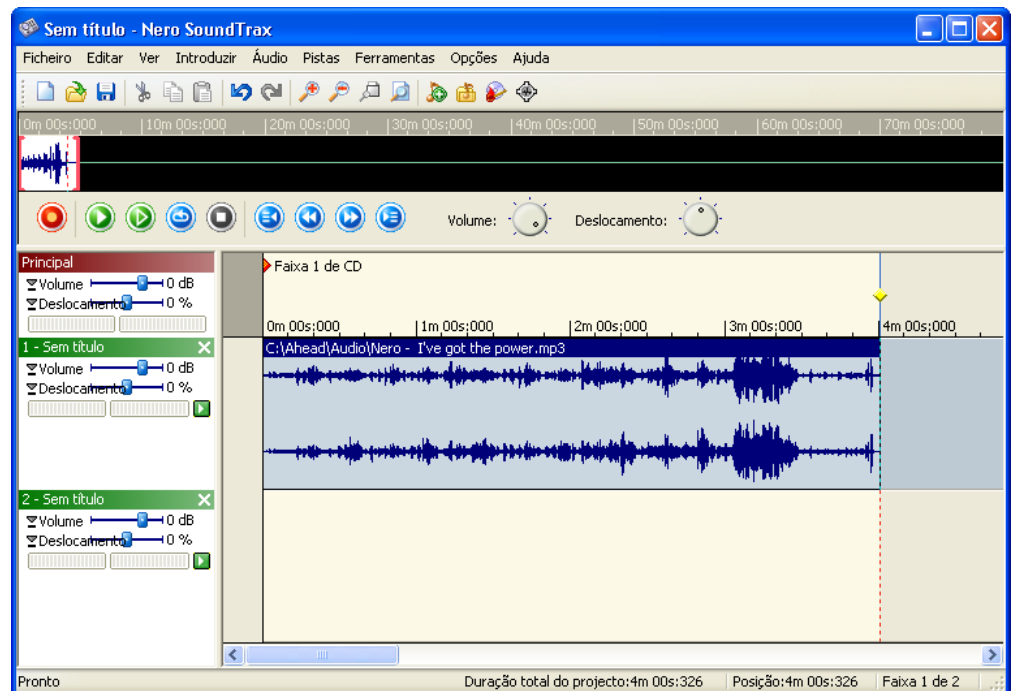 Sem título - Nero SoundTrax
Ficheiro Editar Ver Introduzir Áudio Pistas Ferramentas Opções Ajuda
0m 00s:000 10m 00s:000 20m 00s:000 30m 00s:000 40m 00s:000 50m 00s:000 60m 00s:000 70m 00s:000
Volume: Deslocamento:
Principal
Volume 0 dB
Deslocamento 0 %
Faixa 1 de CD
0m 00s:000 1m 00s:000 2m 00s:000 3m 00s:000 4m 00s:000
1 - Sem título
Volume 0 dB
Deslocamento 0 %
C:\Ahead\Audio\Nero - I've got the power.mp3
2 - Sem título
Volume 0 dB
Deslocamento 0 %
Pronto Duração total do projecto:4m 00s:326 Posição:4m 00s:326 Faixa 1 de 2